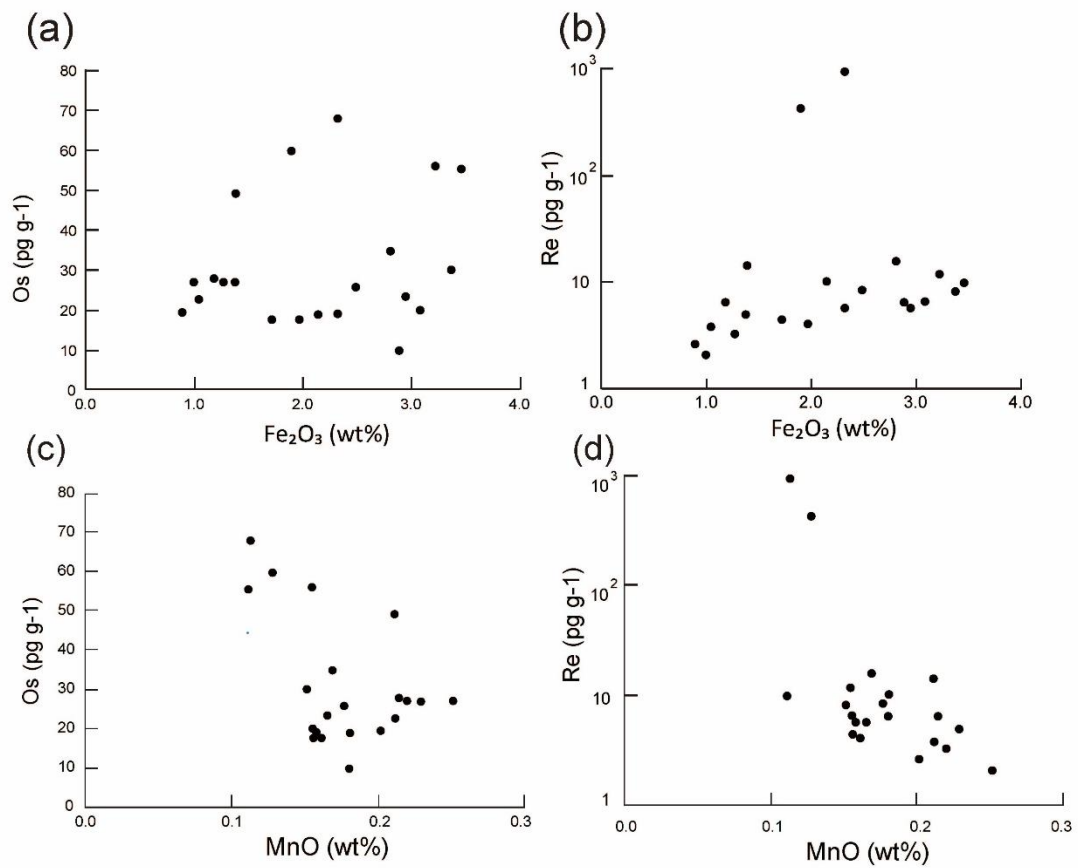 (a)
80
70
60
50
40
30
20
10
0
Os (pg g-1)
0.0 1.0 2.0 3.0 4.0
Fe₂O₃ (wt%)
(b)
10³
10²
10
1
Re (pg g-1)
0.0 1.0 2.0 3.0 4.0
Fe₂O₃ (wt%)
(c)
80
70
60
50
40
30
20
10
0
Os (pg g-1)
0.0 0.1 0.2 0.3
MnO (wt%)
(d)
10³
10²
10
1
Re (pg g-1)
0.0 0.1 0.2 0.3
MnO (wt%)